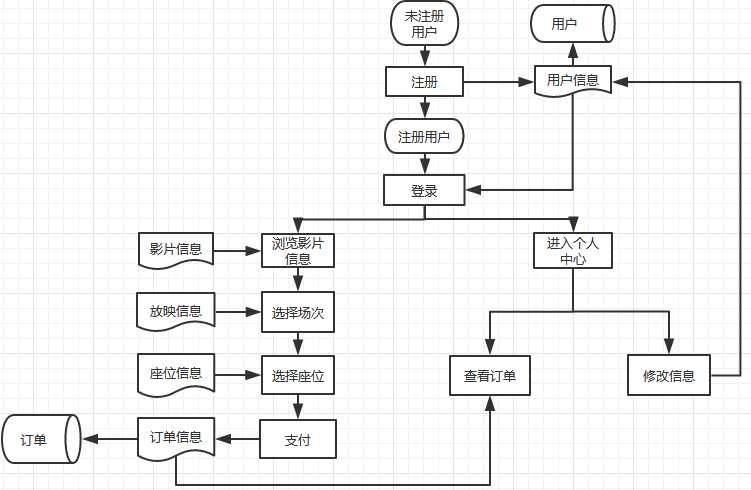 未注册
用户
用户
注册
用户信息
注册用户
登录
影片信息
浏览影片
信息
进入个人
中心
放映信息
选择场次
座位信息
选择座位
查看订单
修改信息
订单
订单信息
支付